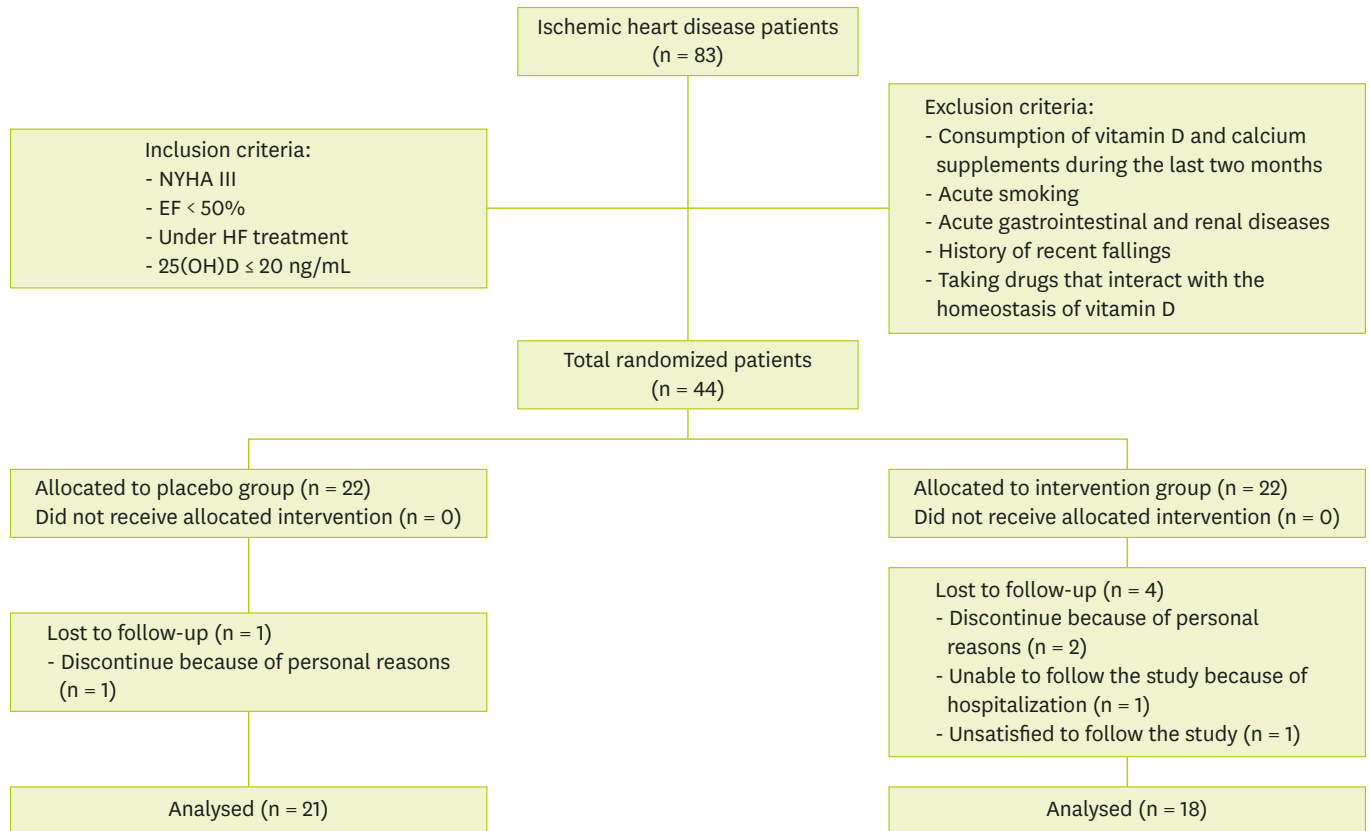 Ischemic heart disease patients
(n = 83)
Inclusion criteria:
- NYHA III
- EF < 50%
- Under HF treatment
- 25(OH)D ≤ 20 ng/mL
Exclusion criteria:
- Consumption of vitamin D and calcium
supplements during the last two months
- Acute smoking
- Acute gastrointestinal and renal diseases
- History of recent fallings
- Taking drugs that interact with the
homeostasis of vitamin D
Total randomized patients
(n = 44)
Allocated to placebo group (n = 22)
Did not receive allocated intervention (n = 0)
Allocated to intervention group (n = 22)
Did not receive allocated intervention (n = 0)
Lost to follow-up (n = 1)
- Discontinue because of personal reasons
(n = 1)
Lost to follow-up (n = 4)
- Discontinue because of personal
reasons (n = 2)
- Unable to follow the study because of
hospitalization (n = 1)
- Unsatisfied to follow the study (n = 1)
Analysed (n = 21)
Analysed (n = 18)